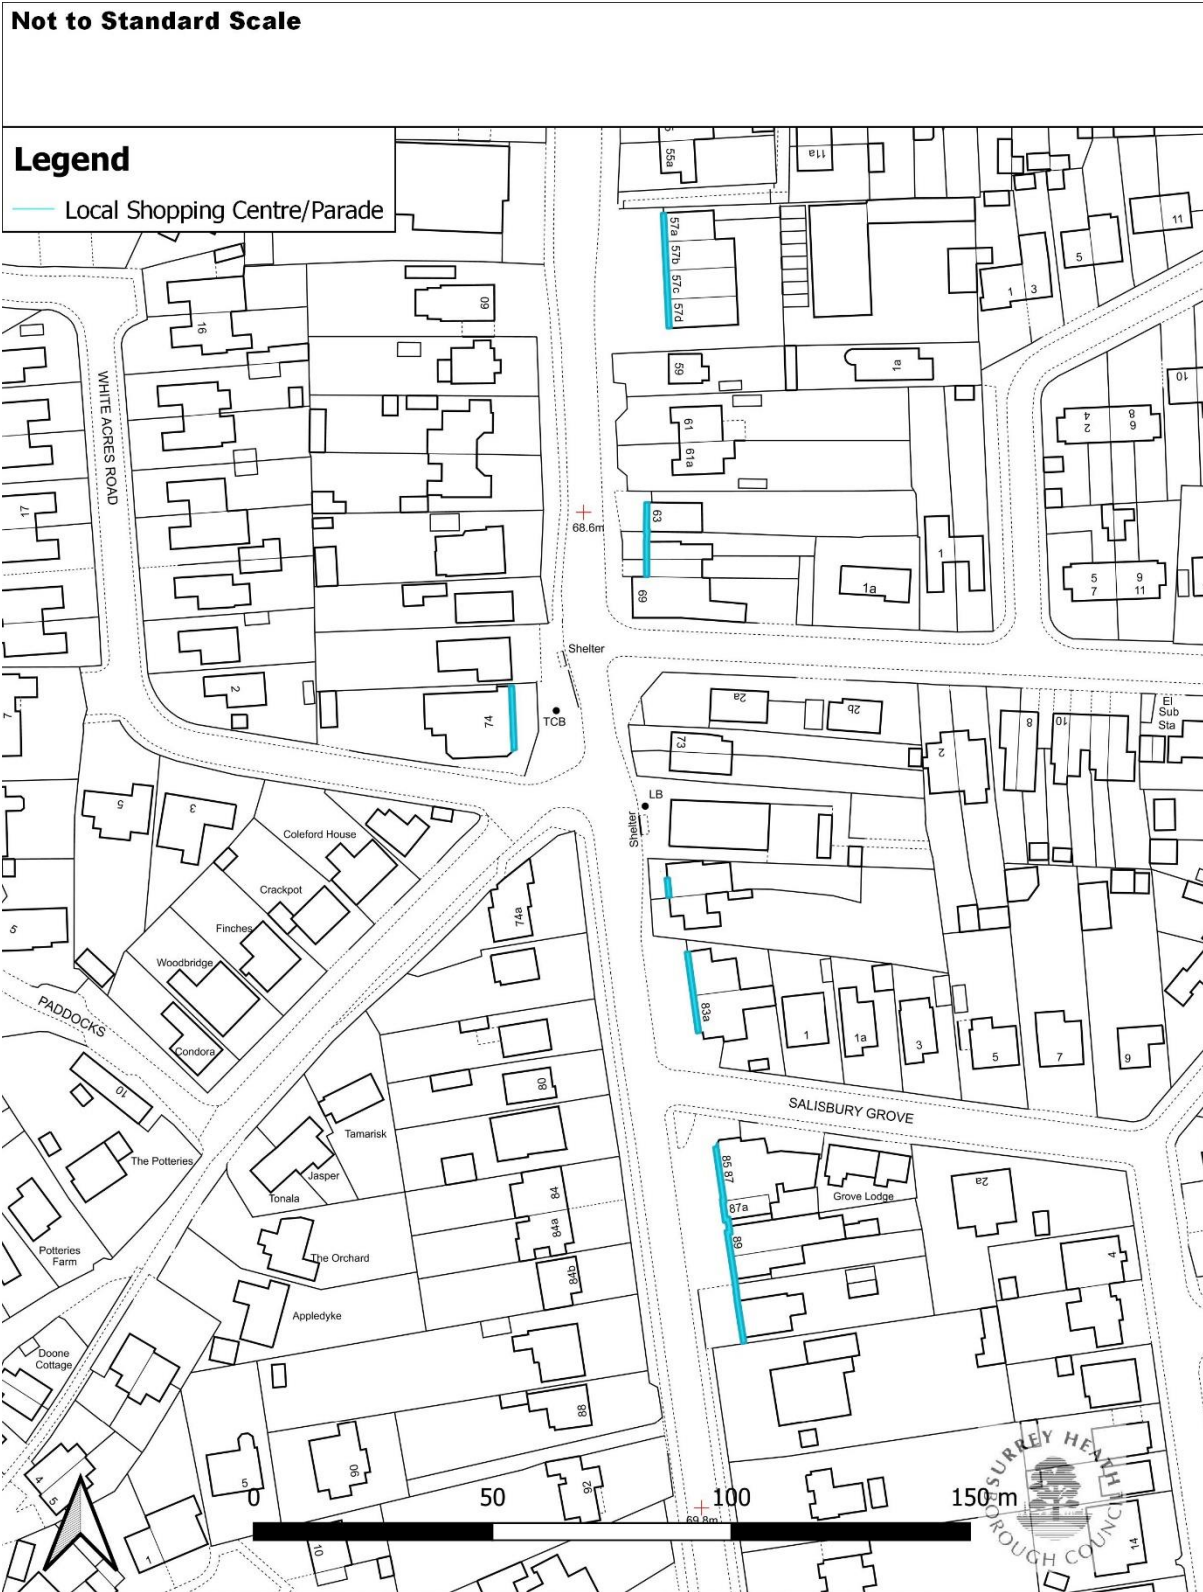 Not to Standard Scale
Legend
Local Shopping Centre/Parade
55a
11a
57a
57b
57c
57d
11
5
1
3
60
16
59
1a
WHITE ACRES ROAD
10
61
61a
4
2
8
6
17
63
68.6m
1
69
1a
5
7
9
11
Shelter
2
74
TCB
7
2a
2b
8
10
El
Sub
Sta
73
2
LB
Shelter
5
3
Coleford House
Crackpot
Finches
74a
5
Woodbridge
83a
1
1a
3
5
7
9
PADDOCKS
Condora
10
80
SALISBURY GROVE
Tamarisk
The Potteries
Jasper
Tonala
85 87
87a
84
84a
Grove Lodge
2a
89
4
Potteries
Farm
The Orchard
84b
Appledyke
Doone
Cottage
88
4
5
5
90
92
0
50
100
150 m
69.8m
1
10
14
SURREY HEATH
BOROUGH COUNCIL